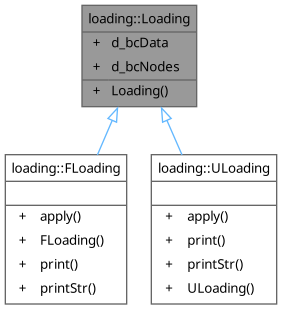 loading::Loading
+ d_bcData
+ d_bcNodes
+ Loading()
loading::FLoading
+ apply()
+ FLoading()
+ print()
+ printStr()
loading::ULoading
+ apply()
+ print()
+ printStr()
+ ULoading()